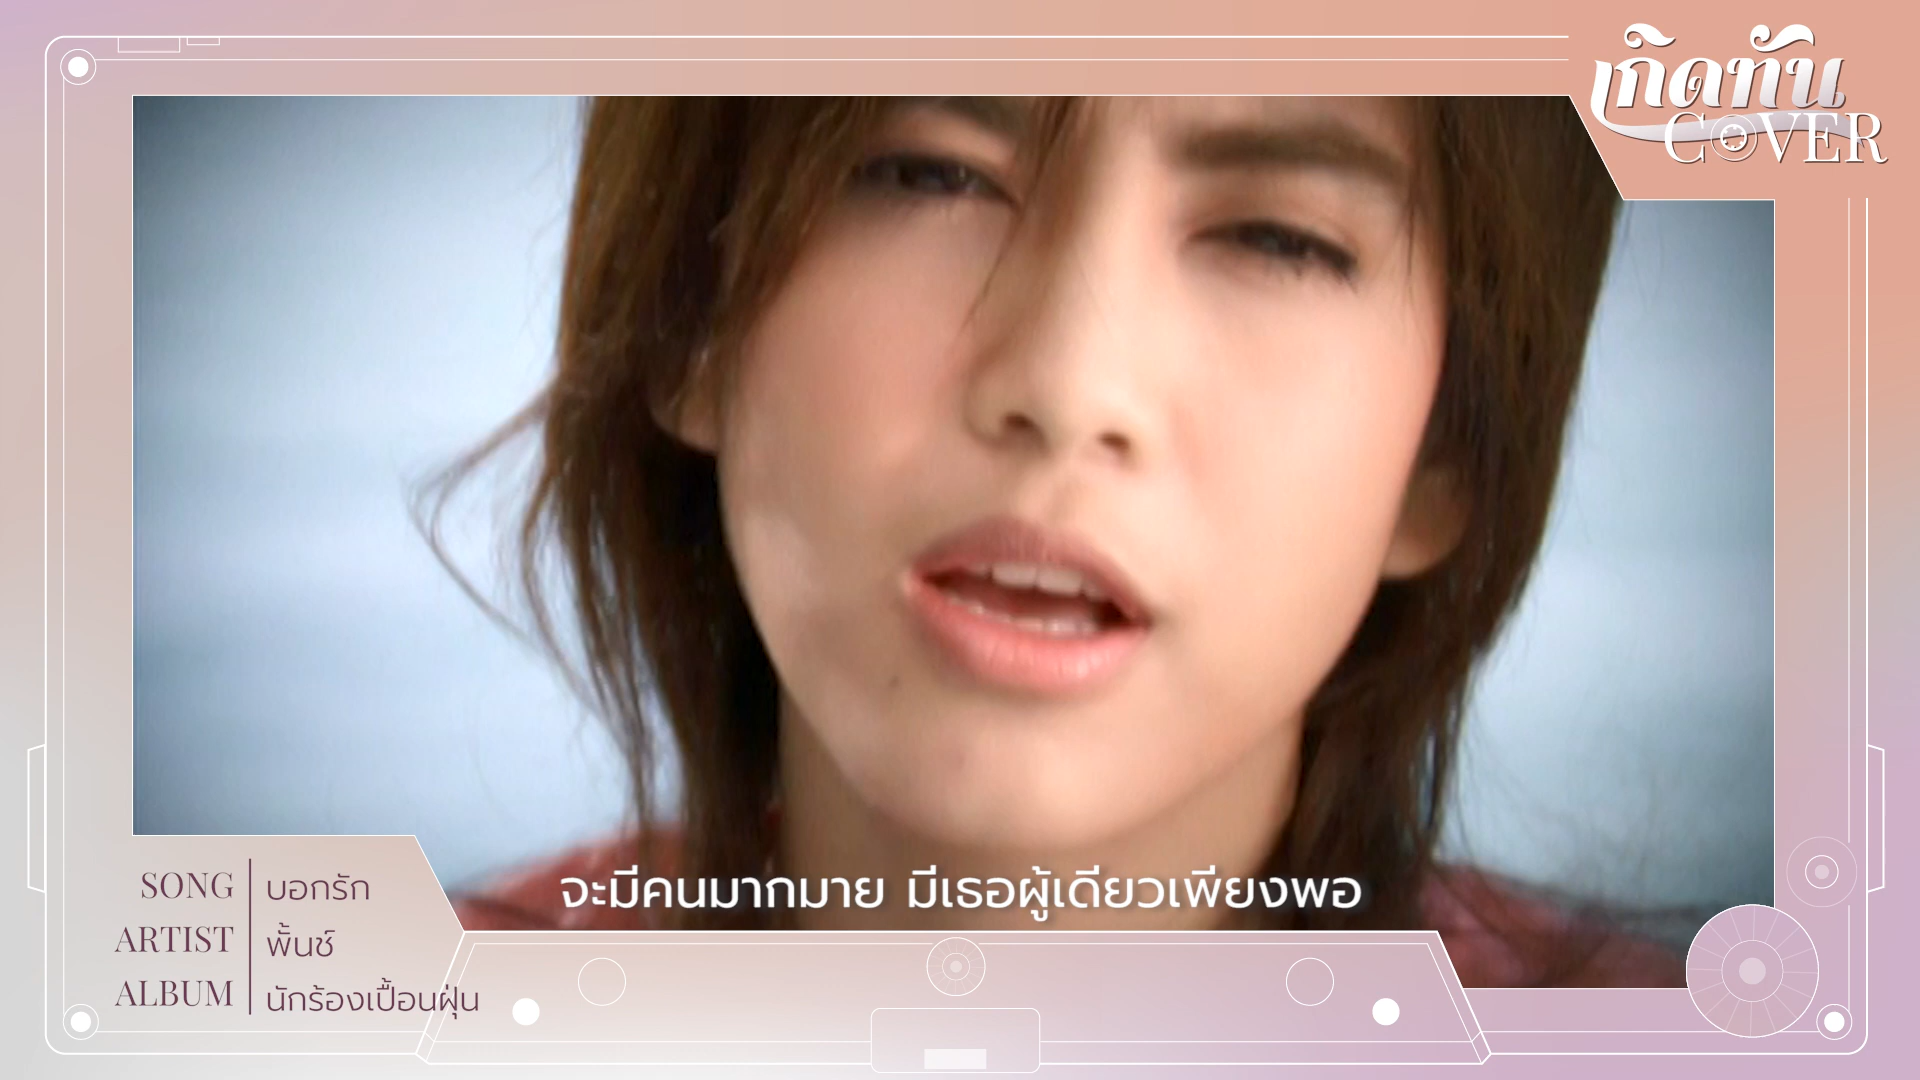 เกิดทัน
COVER
จะมีคนมากมาย มีเธอผู้เดียวเพียงพอ
SONG บอกรัก
ARTIST พั้นช์
ALBUM นักร้องเปื้อนฝุ่น